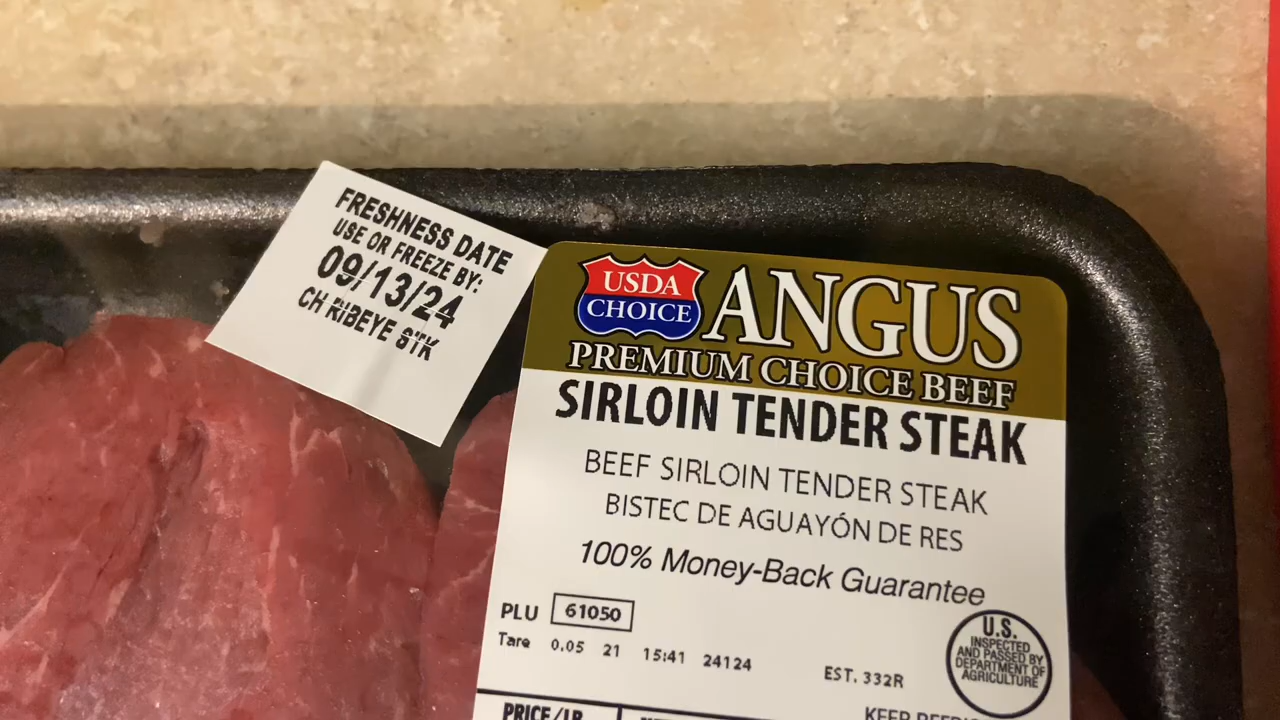 FRESHNESS DATE
USE OR FREEZE BY:
09/13/24
CH RIBEYE STK
USDA
CHOICE
ANGUS
PREMIUM CHOICE BEEF
SIRLOIN TENDER STEAK
BEEF SIRLOIN TENDER STEAK
BISTEC DE AGUAYÓN DE RES
100% Money-Back Guarantee
PLU 61050
Tare 0.05 21 15:41 24124
EST. 332R
U.S.
INSPECTED
AND PASSED BY
DEPARTMENT OF
AGRICULTURE
PRICE/LB
KEEP